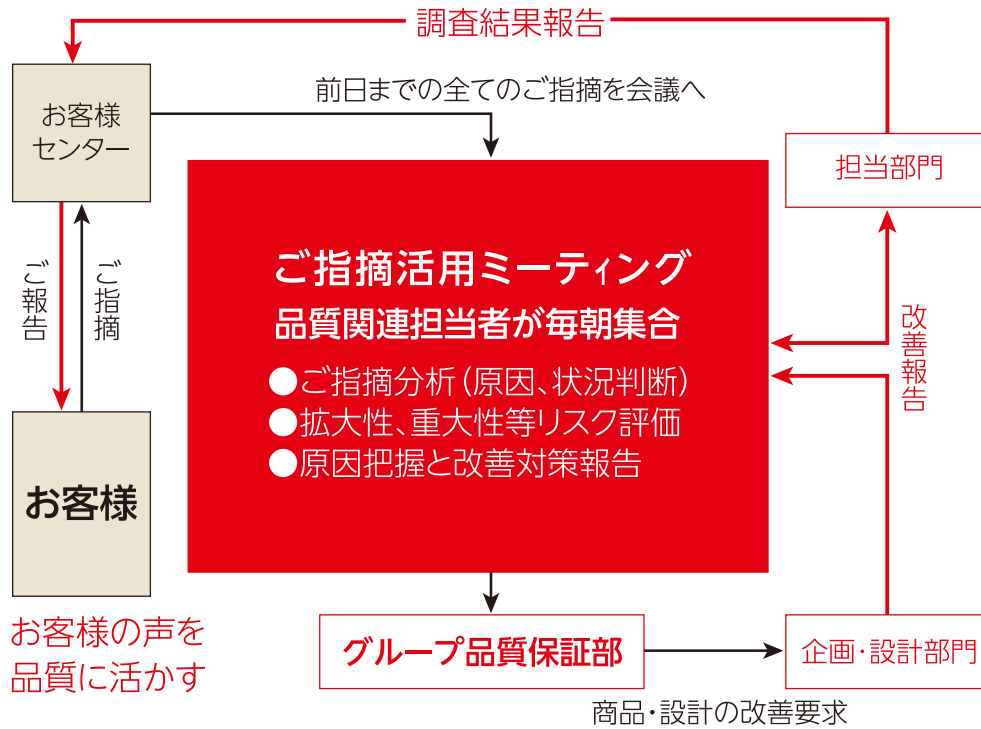 調査結果報告
前日までの全てのご指摘を会議へ
お客様
センター
担当部門
ご報告
ご指摘
ご指摘活用ミーティング
品質関連担当者が毎朝集合
●ご指摘分析(原因、状況判断)
●拡大性、重大性等リスク評価
●原因把握と改善対策報告
改善報告
お客様
お客様の声を
品質に活かす
グループ品質保証部
企画・設計部門
商品・設計の改善要求